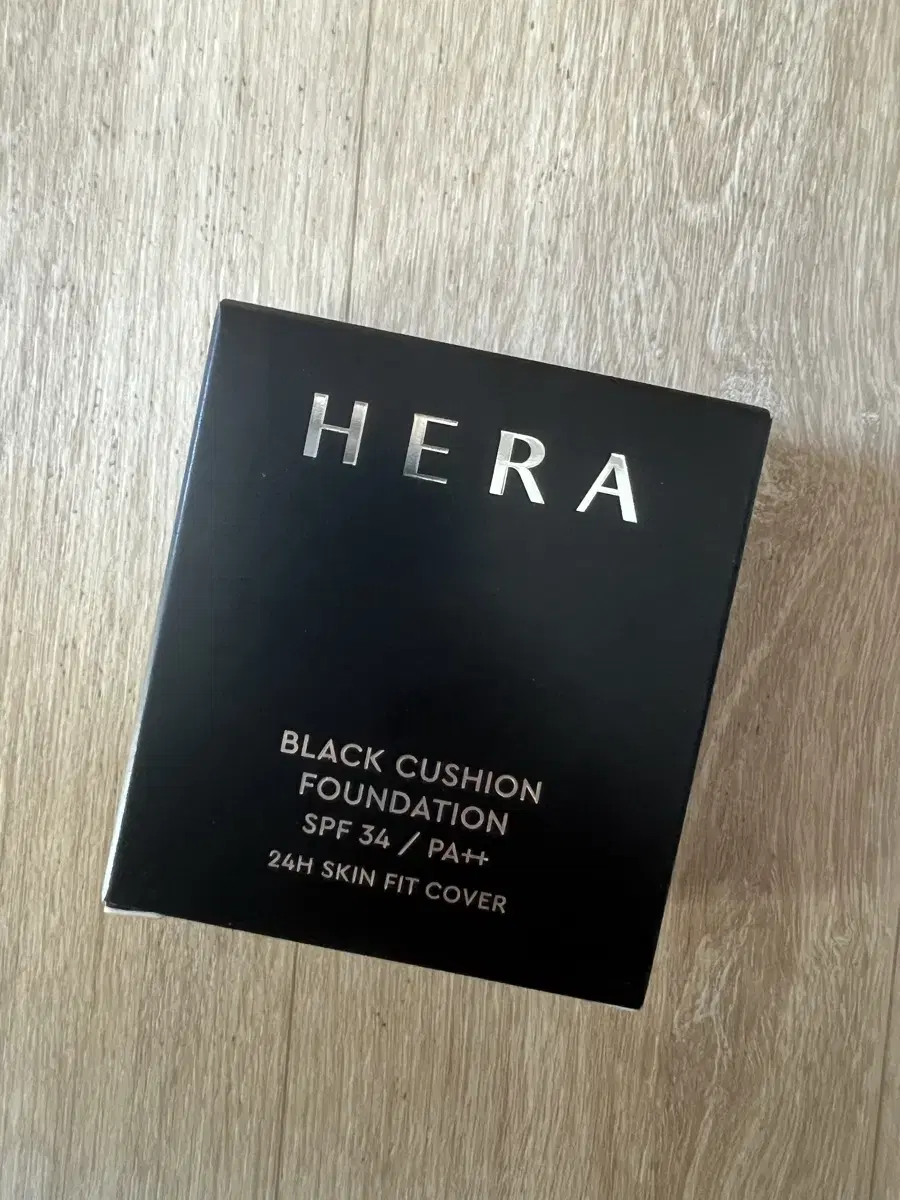 HERA
BLACK CUSHION
FOUNDATION
SPF 34 / PA++
24H SKIN FIT COVER